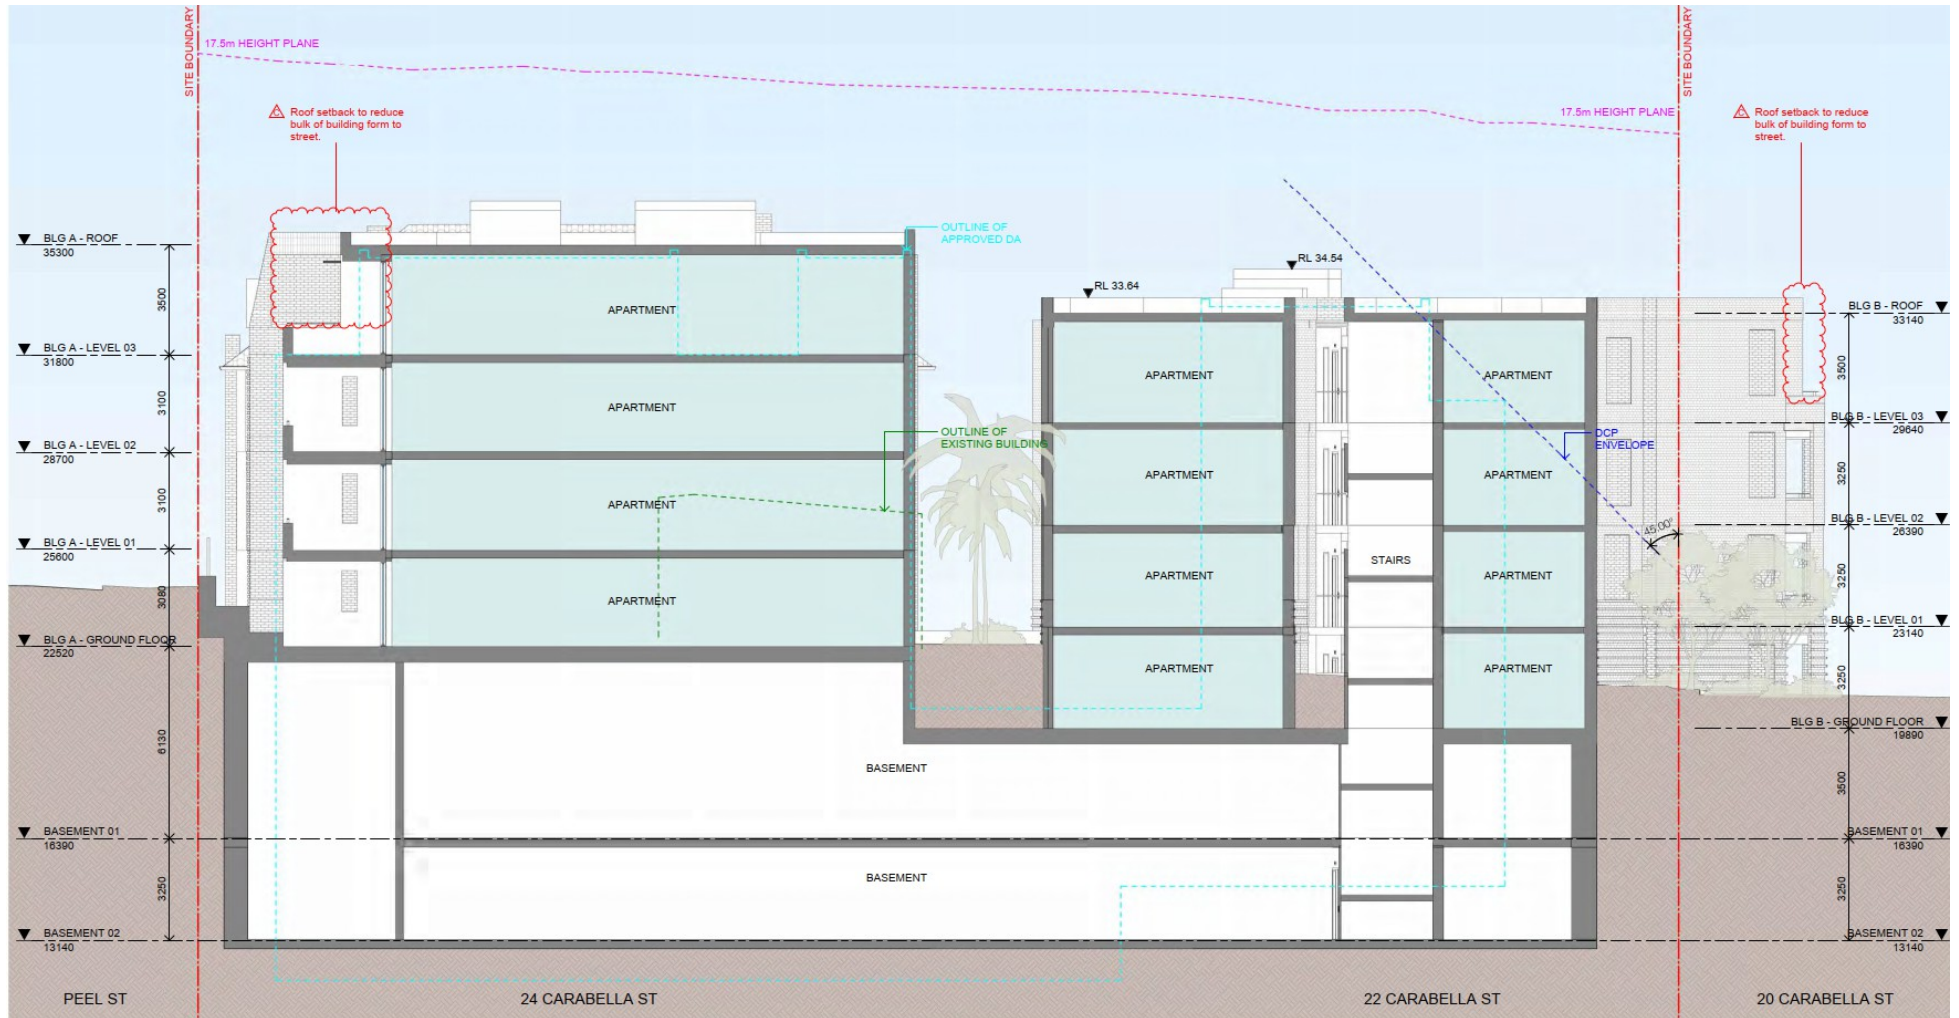 SITE BOUNDARY
17.5m HEIGHT PLANE
SITE BOUNDARY
17.5m HEIGHT PLANE
C
Roof setback to reduce
bulk of building form to
street.
C
Roof setback to reduce
bulk of building form to
street.
BLG A - ROOF
35300
3500
BLG A - LEVEL 03
31800
3100
BLG A - LEVEL 02
28700
3100
BLG A - LEVEL 01
25600
3080
BLG A - GROUND FLOOR
22520
6130
BASEMENT 01
16390
3250
BASEMENT 02
13140
APARTMENT
APARTMENT
APARTMENT
APARTMENT
OUTLINE OF
APPROVED DA
OUTLINE OF
EXISTING BUILDING
RL 33.64
RL 34.54
APARTMENT
APARTMENT
APARTMENT
APARTMENT
STAIRS
APARTMENT
APARTMENT
APARTMENT
APARTMENT
DCP
ENVELOPE
45.00°
BASEMENT
BASEMENT
BLG B - ROOF
33140
3500
BLG B - LEVEL 03
29640
3250
BLG B - LEVEL 02
26390
3250
BLG B - LEVEL 01
23140
3250
BLG B - GROUND FLOOR
19890
3500
BASEMENT 01
16390
3250
BASEMENT 02
13140
PEEL ST
24 CARABELLA ST
22 CARABELLA ST
20 CARABELLA ST